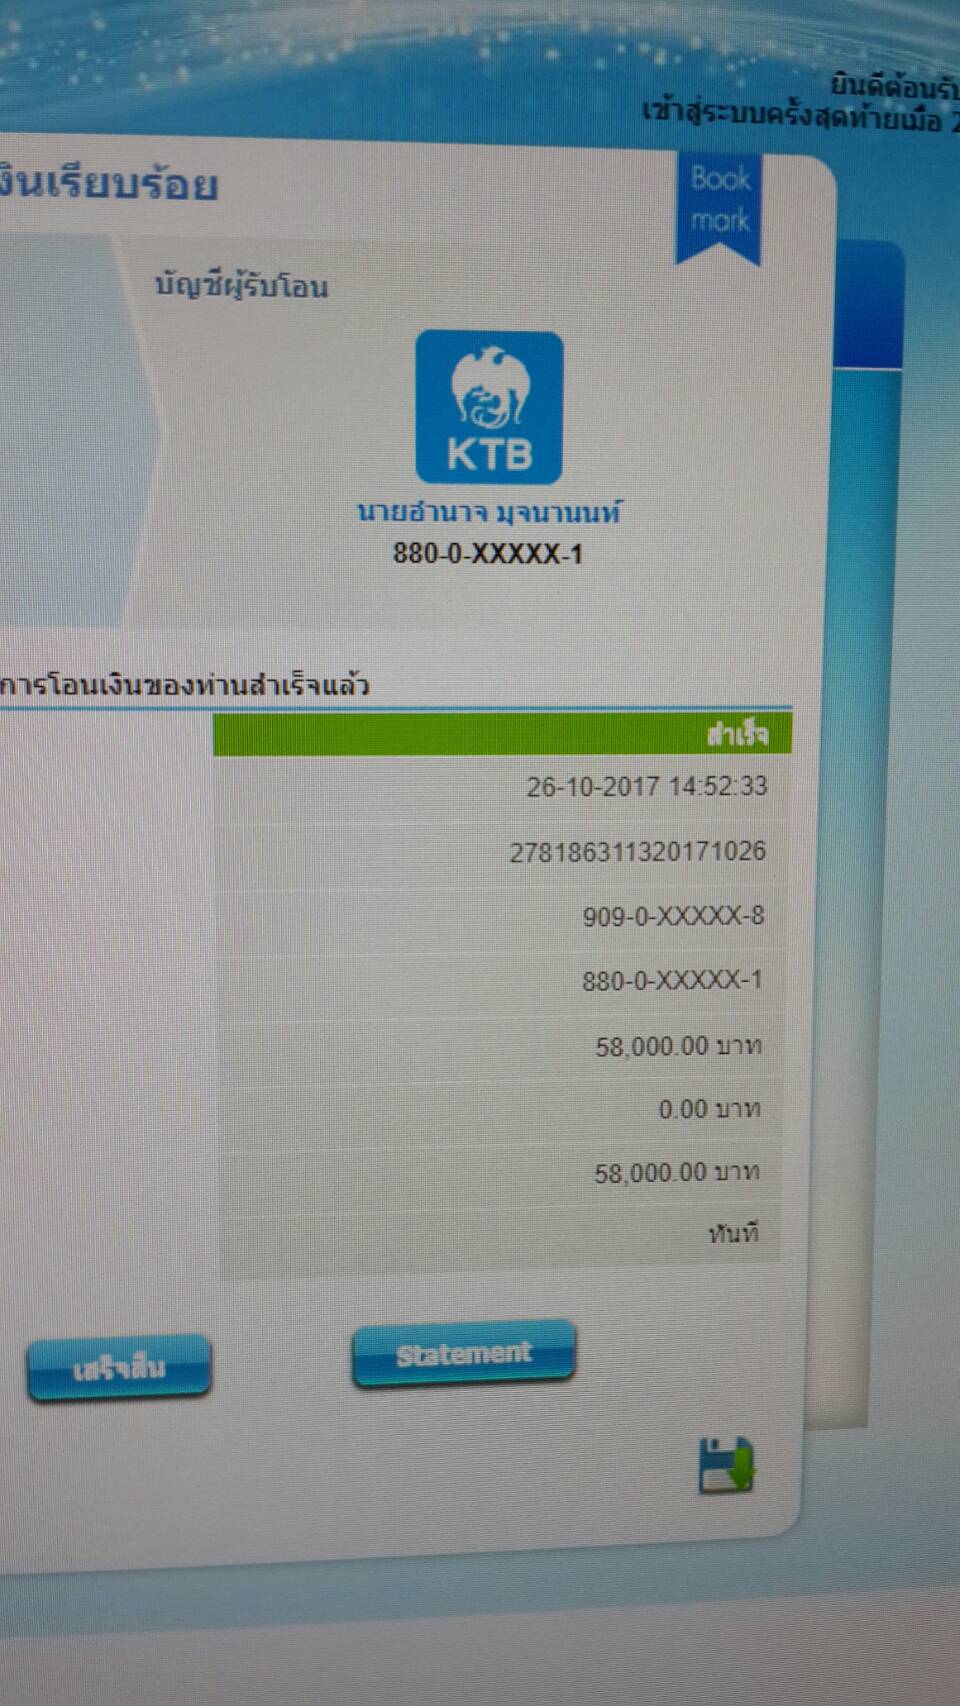 ยินดีต้อนรับ
เข้าสู่ระบบครั้งสุดท้ายเมื่อ 2
งินเรียบร้อย
Book
mark
บัญชีผู้รับโอน
KTB
นายอำนาจ มุจนานนท์
880-0-XXXXX-1
การโอนเงินของท่านสำเร็จแล้ว
สำเร็จ
26-10-2017 14:52:33
278186311320171026
909-0-XXXXX-8
880-0-XXXXX-1
58,000.00 บาท
0.00 บาท
58,000.00 บาท
ทันที
เสร็จสิ้น
Statement